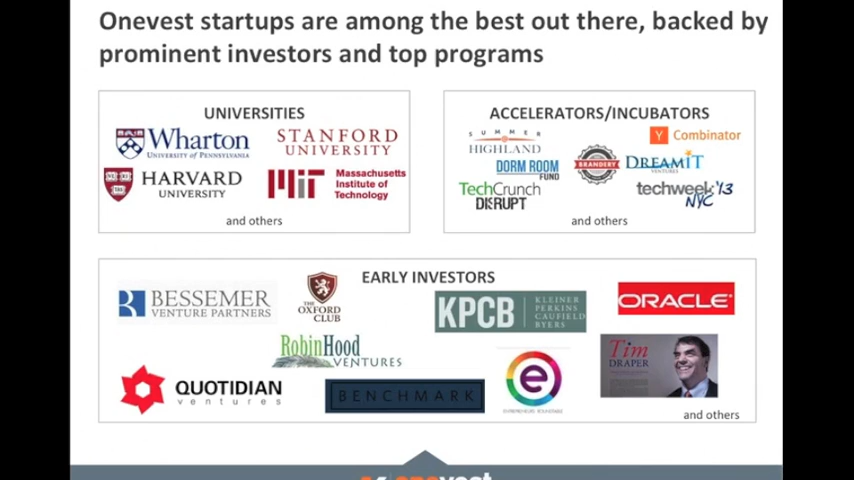 Onevest startups are among the best out there, backed by
prominent investors and top programs
UNIVERSITIES
Wharton
UNIVERSITY of PENNSYLVANIA
STANFORD
UNIVERSITY
HARVARD
UNIVERSITY
MIT
Massachusetts
Institute of
Technology
and others
ACCELERATORS/INCUBATORS
SUMMER @
HIGHLAND
Y Combinator
DORM ROOM
FUND
BRANDERY
DREAMIT
VENTURES
TechCrunch
DISRUPT
techweek '13
NYC
and others
EARLY INVESTORS
B
BESSEMER
VENTURE PARTNERS
THE
OXFORD
CLUB
KPCB
KLEINER
PERKINS
CAUFIELD
BYERS
ORACLE
RobinHood
VENTURES
Tim
DRAPER
QUOTIDIAN
ventures
BENCHMARK
e
ENTREPRENEURS ROUNDTABLE
and others
onevest